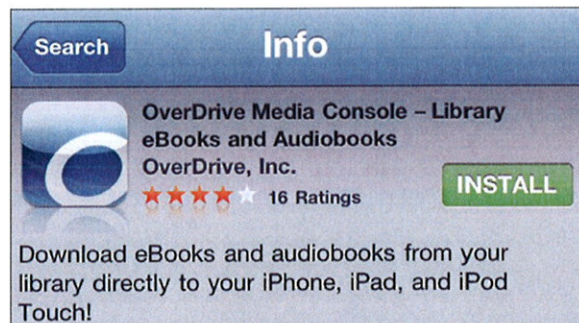 Search
Info
OverDrive Media Console – Library
eBooks and Audiobooks
OverDrive, Inc.
16 Ratings
INSTALL
Download eBooks and audiobooks from your
library directly to your iPhone, iPad, and iPod
Touch!